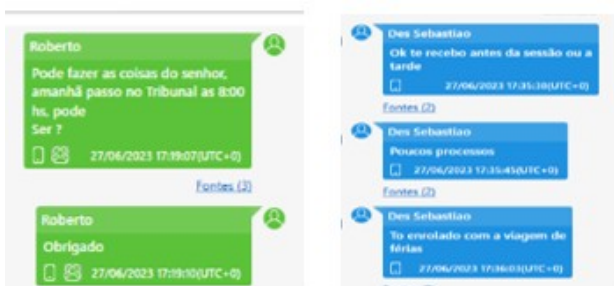 Roberto
Pode fazer as coisas do senhor,
amanhã passo no Tribunal as 8:00
hs, pode
Ser ?
27/06/2023 17:19:07(UTC+0)
Fontes (3)
Roberto
Obrigado
27/06/2023 17:19:10(UTC+0)
Des Sebastiao
Ok te recebo antes da sessão ou a
tarde
27/06/2023 17:35:38(UTC+0)
Fontes (2)
Des Sebastiao
Poucos processos
27/06/2023 17:35:45(UTC+0)
Fontes (2)
Des Sebastiao
To enrolado com a viagem de
férias
27/06/2023 17:36:03(UTC+0)